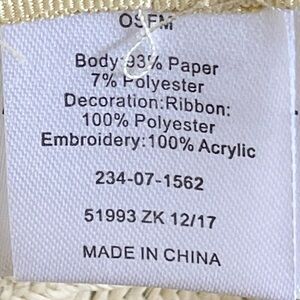 OSFM
Body:93% Paper
7% Polyester
Decoration:Ribbon:
100% Polyester
Embroidery:100% Acrylic
234-07-1562
51993 ZK 12/17
MADE IN CHINA